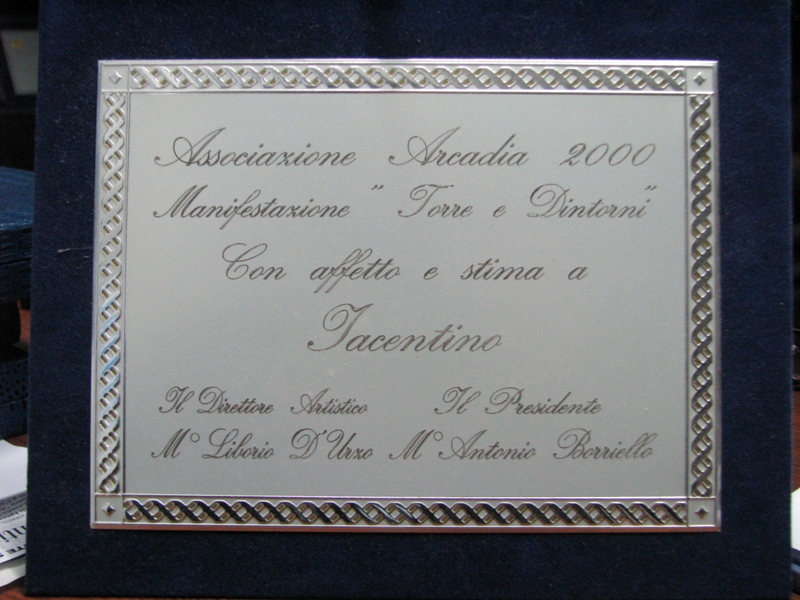 Associazione Arcadia 2000
Manifestazione " Torre e Dintorni"
Con affetto e stima a
Iacentino
Il Direttore Artistico Il Presidente
M° Liborio D'Urzo M° Antonio Borriello